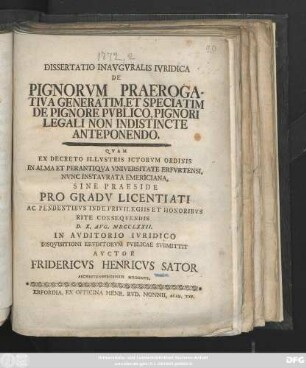 1772, 2
DISSERTATIO INAVGVRALIS IVRIDICA
DE
PIGNORVM PRAEROGA-
TIVA GENERATIM, ET SPECIATIM
DE PIGNORE PVBLICO, PIGNORI
LEGALI NON INDISTINCTE
ANTEPONENDO.
QVAM
EX DECRETO ILLVSTRIS ICTORVM ORDINIS
IN ALMA ET PERANTIQVA VNIVERSITATE ERFVRTENSI,
NVNC INSTAVRATA EMERICIANA,
SINE PRAESIDE
PRO GRADV LICENTIATI
AC PENDENTIBVS INDE PRIVILEGIIS ET HONORIBVS
RITE CONSEQVENDIS
D. X. AVG. MDCCLXXII.
IN AVDITORIO IVRIDICO
DISQVISITIONI ERVDITORVM PVBLICAE SVBMITTIT
AVCTOR
FRIDERICVS HENRICVS SATOR
ERFORDIAE, EX OFFICINA HENR. RVD. NONNII, ACAD. TYP.